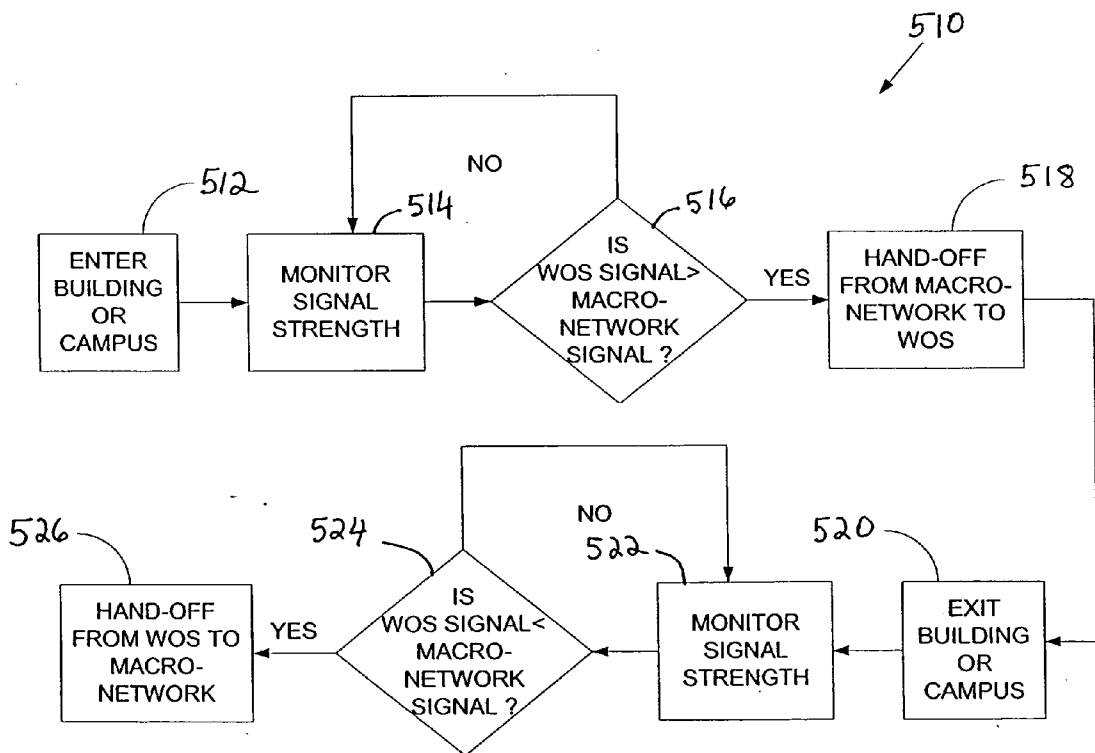 510
NO
512
514
516
518
ENTER
BUILDING
OR
CAMPUS
MONITOR
SIGNAL
STRENGTH
IS
WOS SIGNAL>
MACRO-
NETWORK
SIGNAL ?
YES
HAND-OFF
FROM MACRO-
NETWORK TO
WOS
526
524
NO
522
520
HAND-OFF
FROM WOS TO
MACRO-
NETWORK
YES
IS
WOS SIGNAL<
MACRO-
NETWORK
SIGNAL ?
MONITOR
SIGNAL
STRENGTH
EXIT
BUILDING
OR
CAMPUS